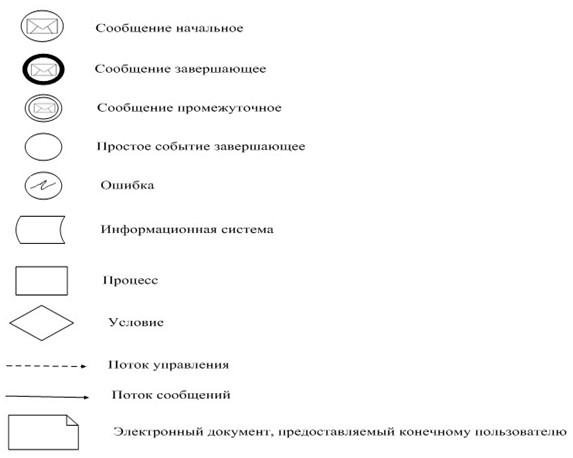 Сообщение начальное
Сообщение завершающее
Сообщение промежуточное
Простое событие завершающее
Ошибка
Информационная система
Процесс
Условие
Поток управления
Поток сообщений
Электронный документ, предоставляемый конечному пользователю